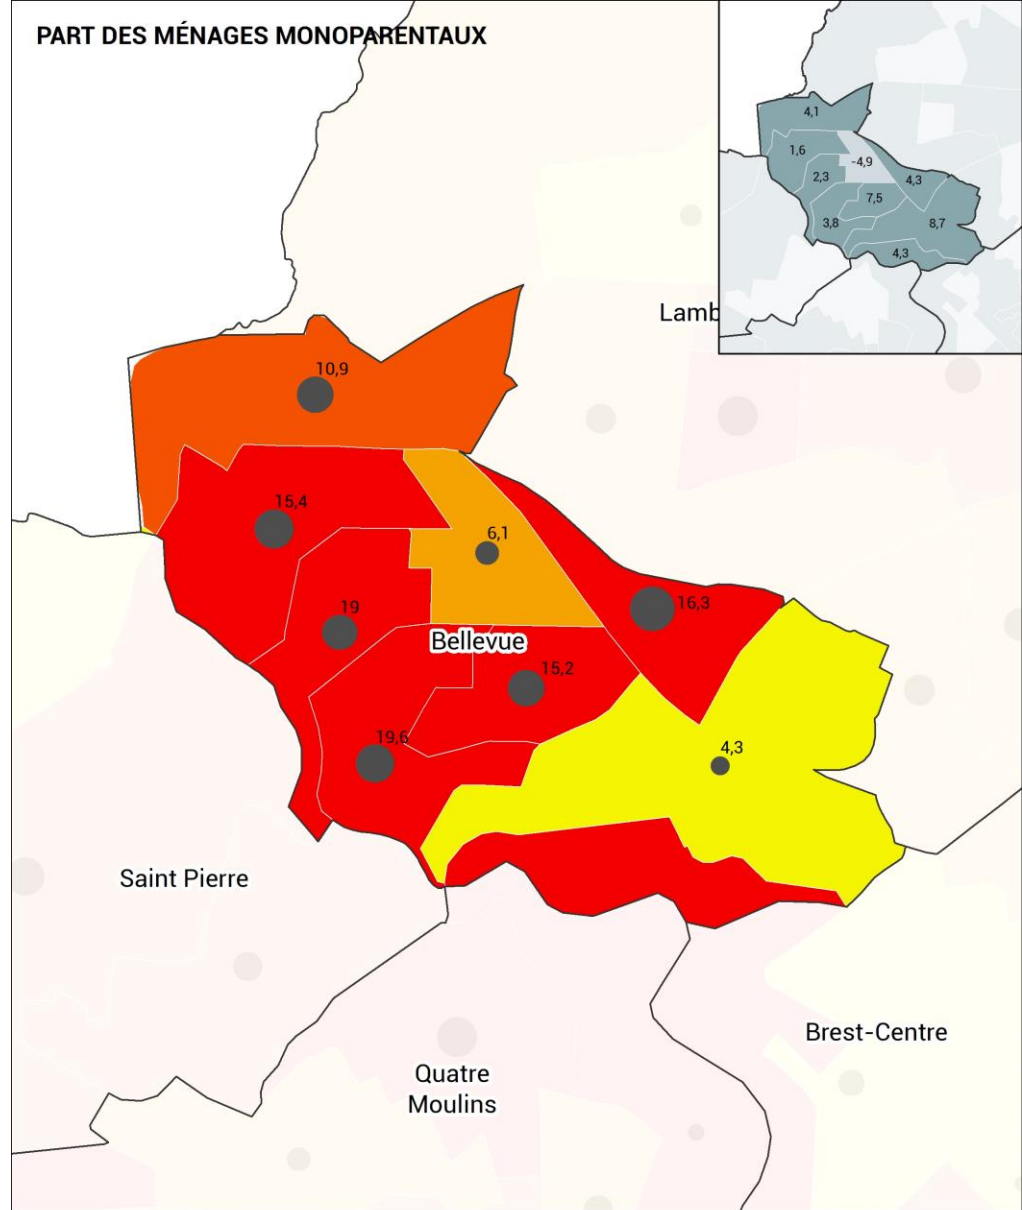 PART DES MÉNAGES MONOPARENTAUX
4,1
1,6
-4,9
2,3
4,3
7,5
3,8
8,7
4,3
Lamb
10,9
15,4
6,1
19
16,3
Bellevue
15,2
19,6
4,3
Saint Pierre
Brest-Centre
Quatre
Moulins